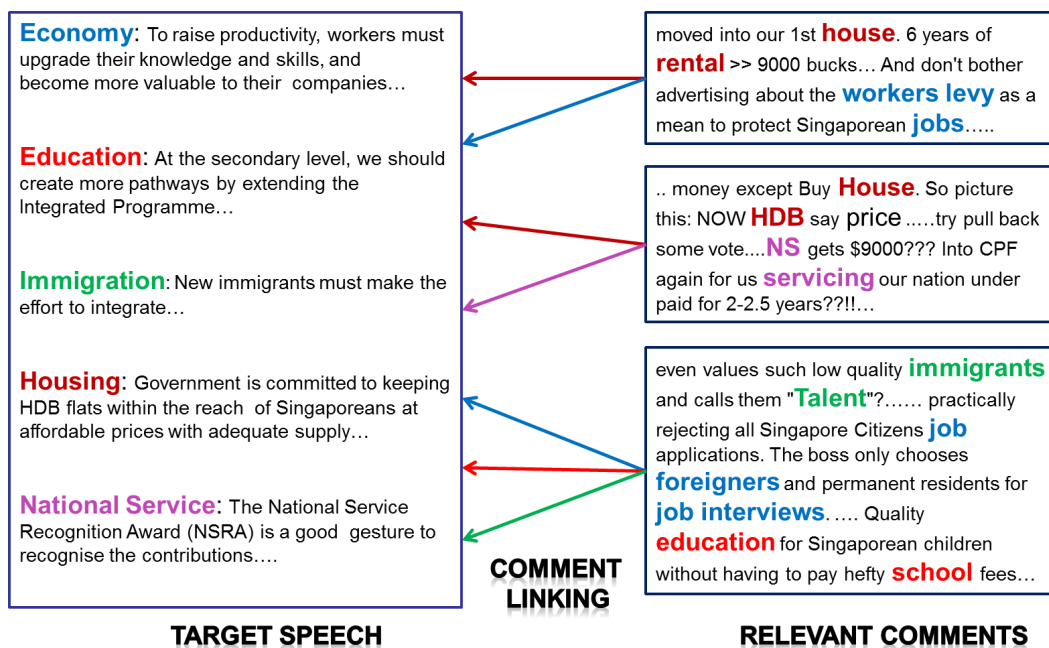 Economy: To raise productivity, workers must
upgrade their knowledge and skills, and
become more valuable to their companies…
Education: At the secondary level, we should
create more pathways by extending the
Integrated Programme…
Immigration: New immigrants must make the
effort to integrate…
Housing: Government is committed to keeping
HDB flats within the reach of Singaporeans at
affordable prices with adequate supply…
National Service: The National Service
Recognition Award (NSRA) is a good gesture to
recognise the contributions….
TARGET SPEECH
COMMENT
LINKING
moved into our 1st house. 6 years of
rental >> 9000 bucks… And don't bother
advertising about the workers levy as a
mean to protect Singaporean jobs…..
.. money except Buy House. So picture
this: NOW HDB say price …..try pull back
some vote....NS gets $9000??? Into CPF
again for us servicing our nation under
paid for 2-2.5 years??!!…
even values such low quality immigrants
and calls them "Talent"?…… practically
rejecting all Singapore Citizens job
applications. The boss only chooses
foreigners and permanent residents for
job interviews. …. Quality
education for Singaporean children
without having to pay hefty school fees…
RELEVANT COMMENTS